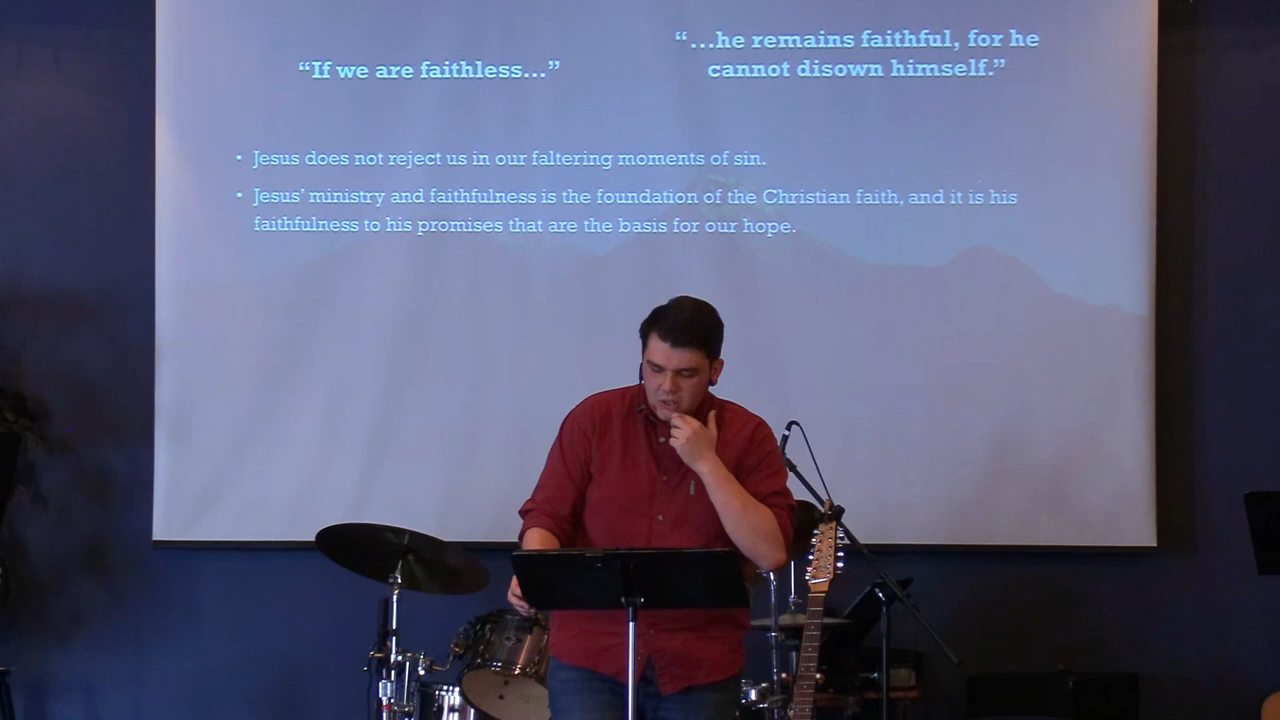 “If we are faithless...”
“...he remains faithful, for he
cannot disown himself.”
• Jesus does not reject us in our faltering moments of sin.
• Jesus’ ministry and faithfulness is the foundation of the Christian faith, and it is his
faithfulness to his promises that are the basis for our hope.